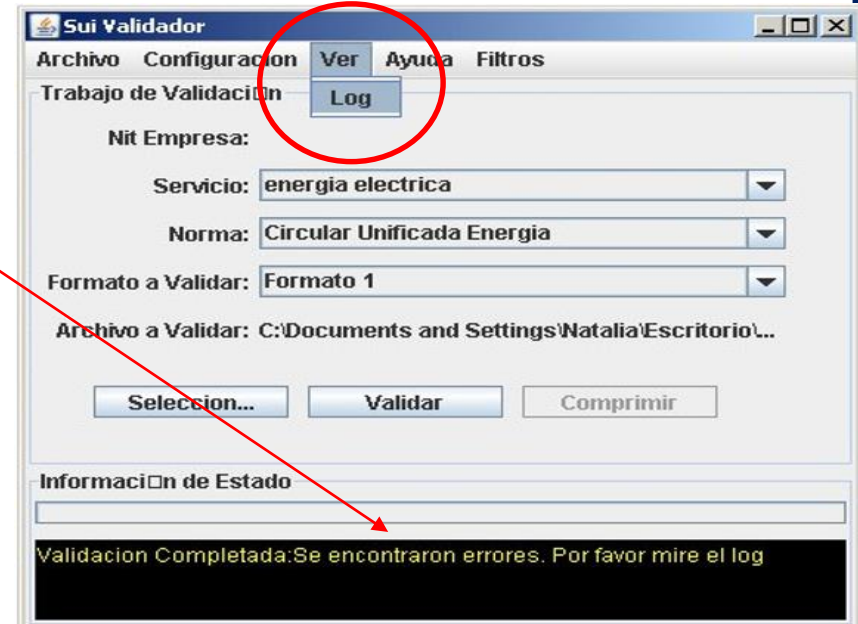 Sui Validador
Archivo Configuracion Ver Ayuda Filtros
Log
Trabajo de Validaci□n
Nit Empresa:
Servicio: energia electrica
Norma: Circular Unificada Energia
Formato a Validar: Formato 1
Archivo a Validar: C:\Documents and Settings\Natalia\Escritorio\...
Seleccion... Validar Comprimir
Informaci□n de Estado
Validacion Completada:Se encontraron errores. Por favor mire el log